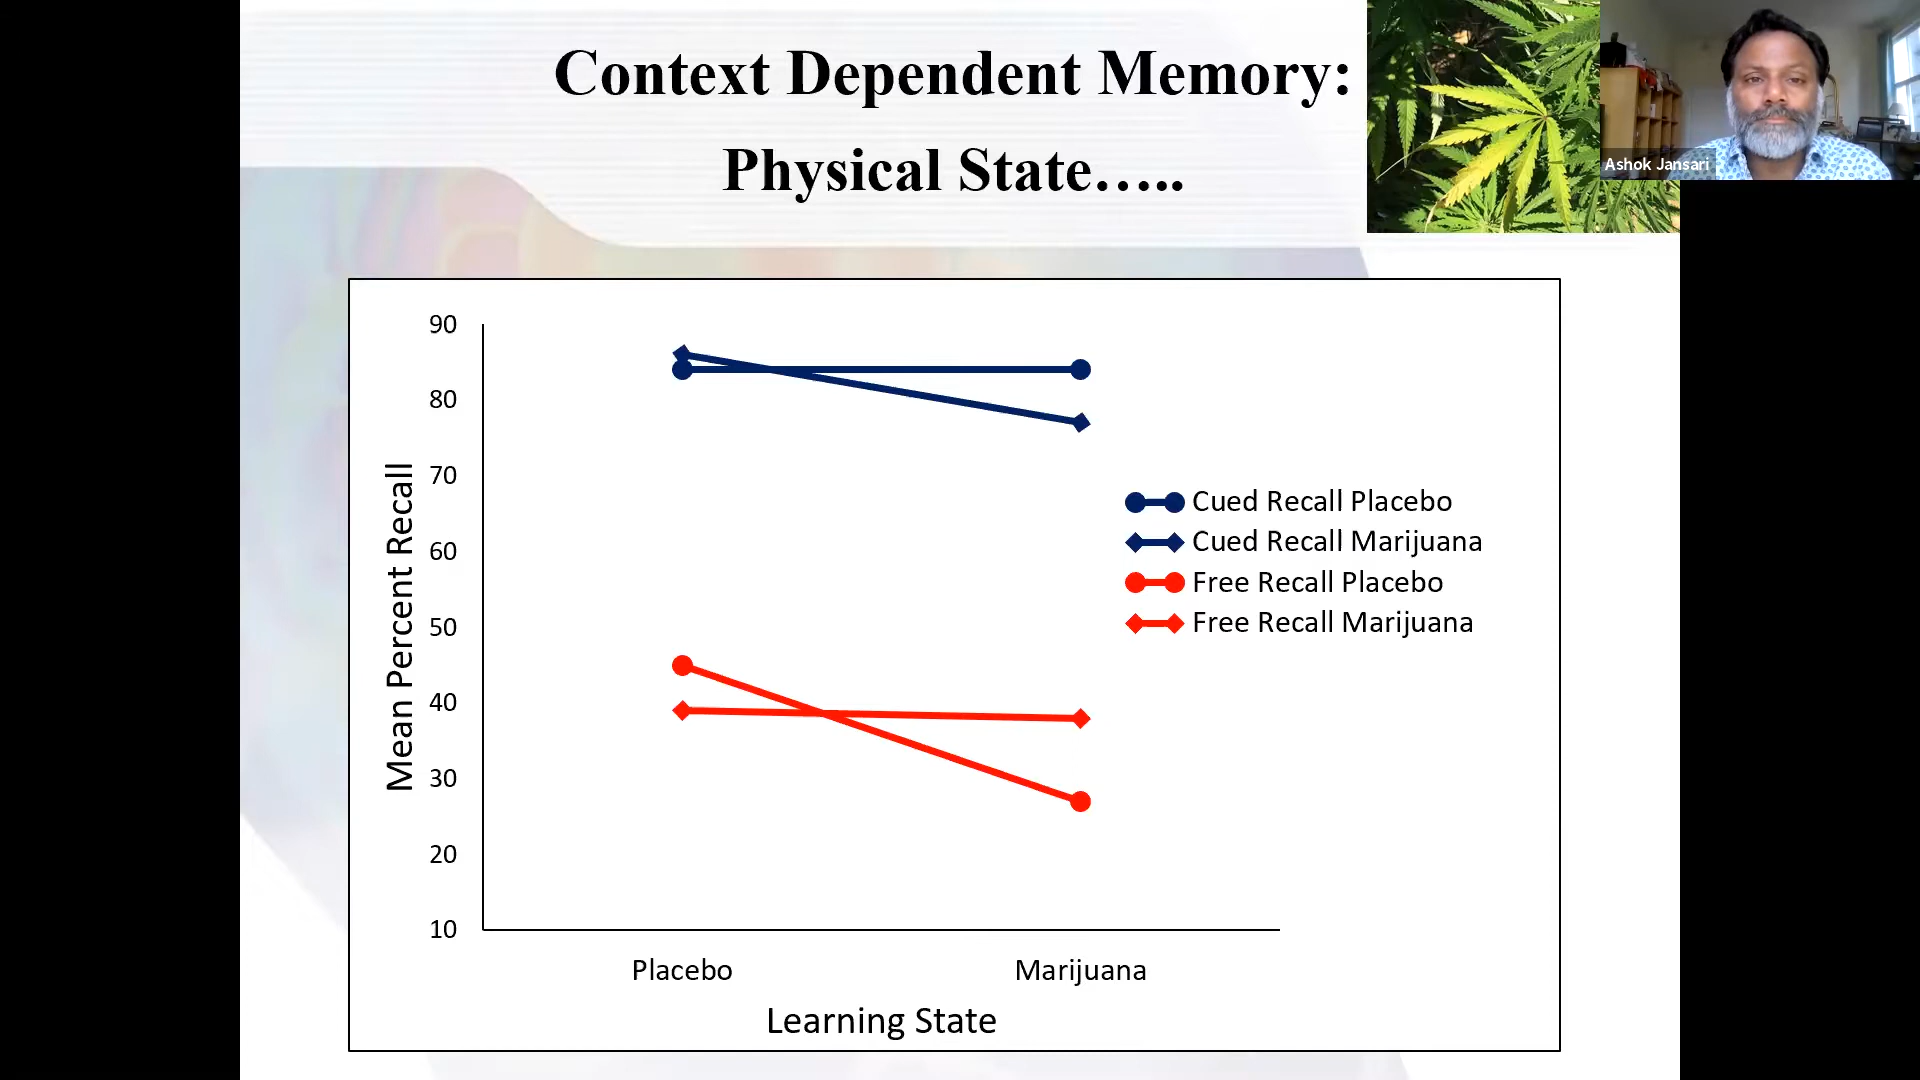 Context Dependent Memory:
Physical State…..
Ashok Jansari
90
80
70
60
50
40
30
20
10
Mean Percent Recall
Cued Recall Placebo
Cued Recall Marijuana
Free Recall Placebo
Free Recall Marijuana
Placebo
Marijuana
Learning State